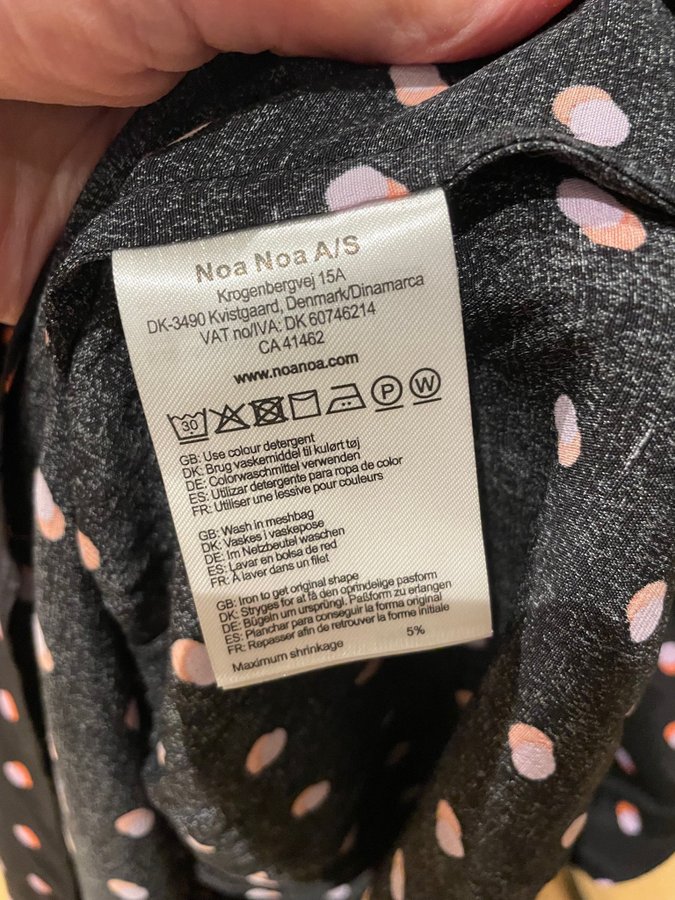 Noa Noa A/S
Krogenbergvej 15A
DK-3490 Kvistgaard, Denmark/Dinamarca
VAT no/IVA: DK 60746214
CA 41462
www.noanoa.com
30 P W
GB: Use colour detergent
DK: Brug vaskemiddel til kulørt tøj
DE: Colorwaschmittel verwenden
ES: Utilizar detergente para ropa de color
FR: Utiliser une lessive pour couleurs
GB: Wash in meshbag
DK: Vaskes i vaskepose
DE: Im Netzbeutel waschen
ES: Lavar en bolsa de red
FR: À laver dans un filet
GB: Iron to get original shape
DK: Stryges for at få den oprindelige pasform
DE: Bügeln um ursprüngl. Paßform zu erlangen
ES: Planchar para conseguir la forma original
FR: Repasser afin de retrouver la forme initiale
Maximum shrinkage 5%